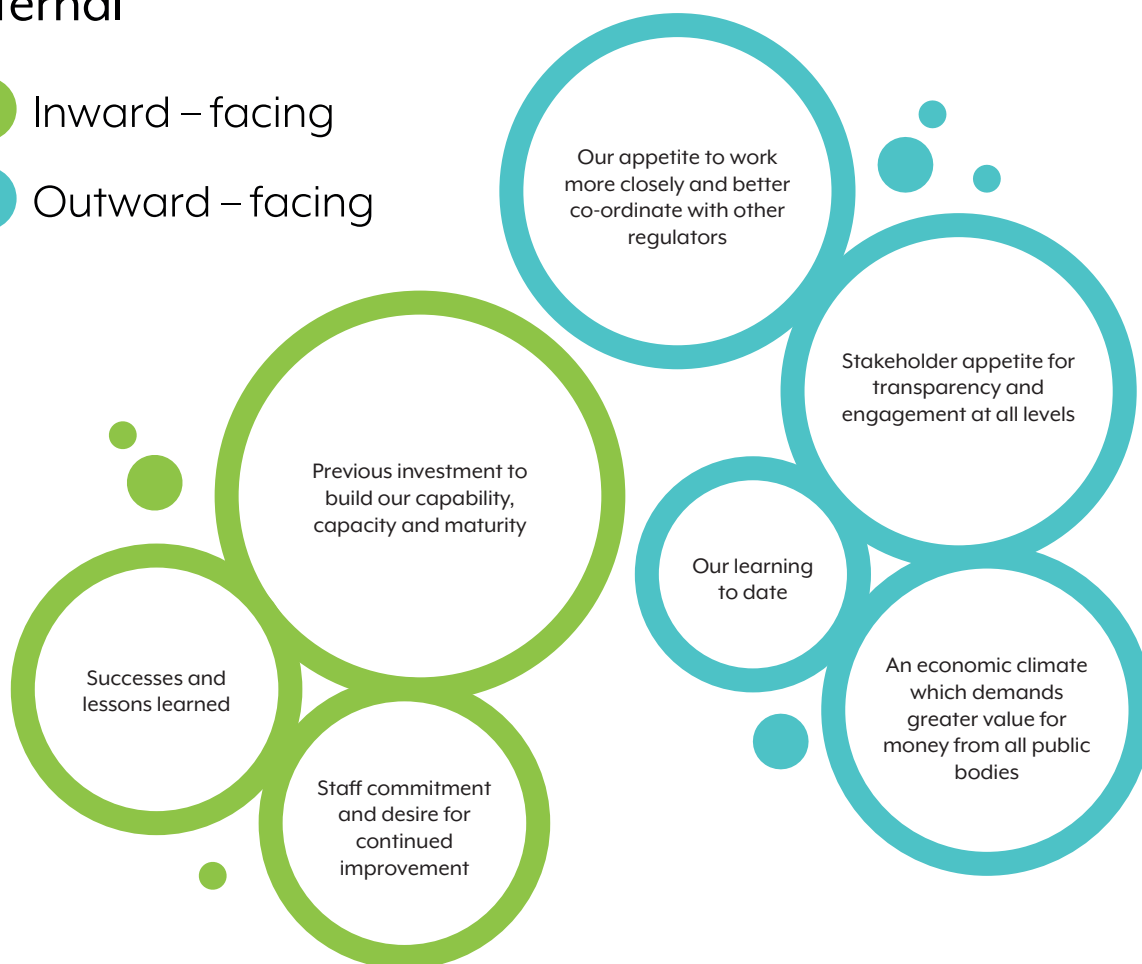 Inward – facing
Outward – facing
Our appetite to work
more closely and better
co-ordinate with other
regulators
Stakeholder appetite for
transparency and
engagement at all levels
Previous investment to
build our capability,
capacity and maturity
Our learning
to date
Successes and
lessons learned
An economic climate
which demands
greater value for
money from all public
bodies
Staff commitment
and desire for
continued
improvement